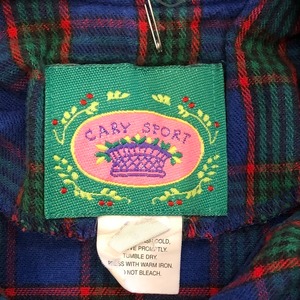 CARY SPORT
COLD,
TUMBLE DRY.
WITH WARM IRON.
NOT BLEACH.